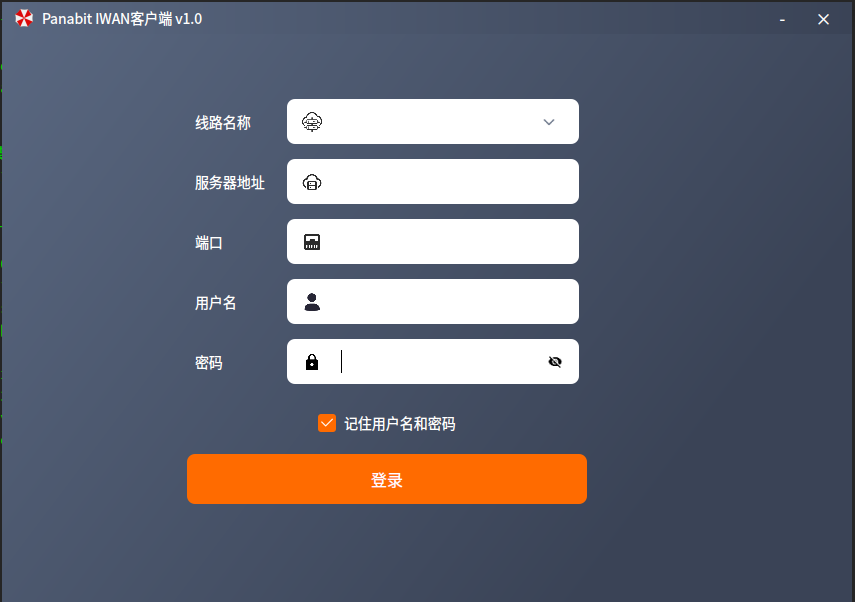 Panabit IWAN客户端 v1.0
线路名称
服务器地址
端口
用户名
密码
记住用户名和密码
登录